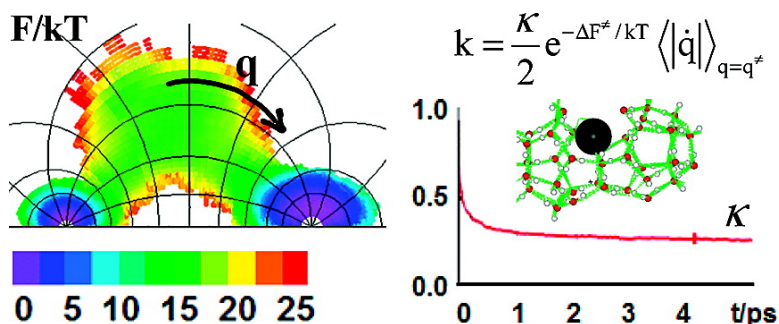 F/kT
q
0 5 10 15 20 25
k = κ/2 e^{-ΔF^≠/kT} ⟨|q̇|⟩_{q=q^≠}
1.0
0.5
0.0
κ
0 1 2 3 4 t/ps